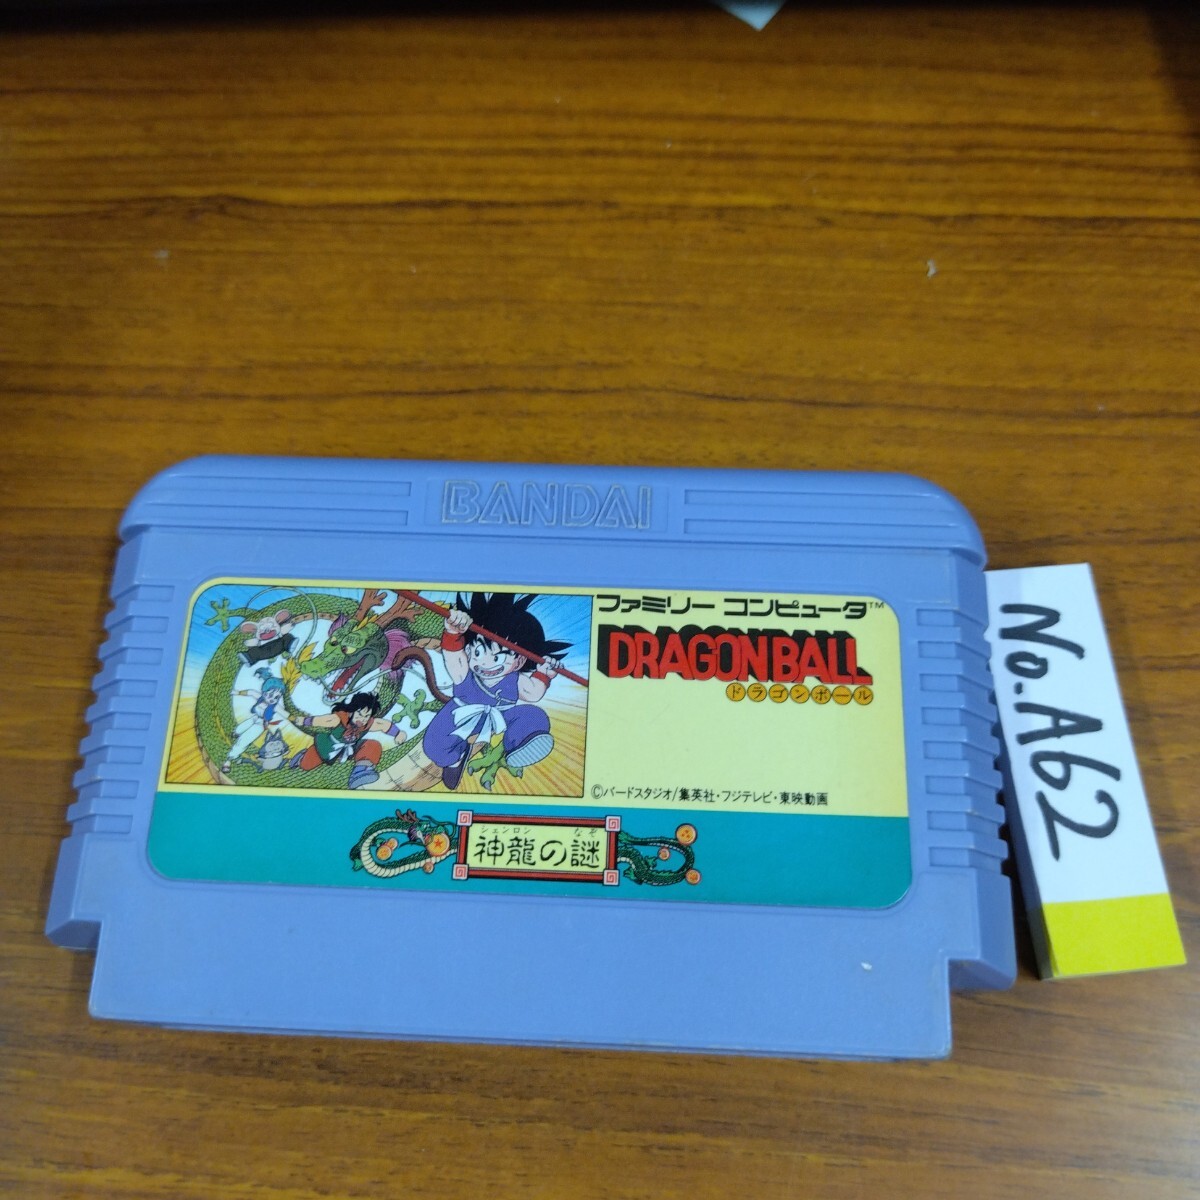 BANDAI
ファミリー コンピュータ™
DRAGON BALL
ドラゴンボール
©バードスタジオ/集英社・フジテレビ・東映動画
シェンロン なぞ
神龍の謎
No.A62